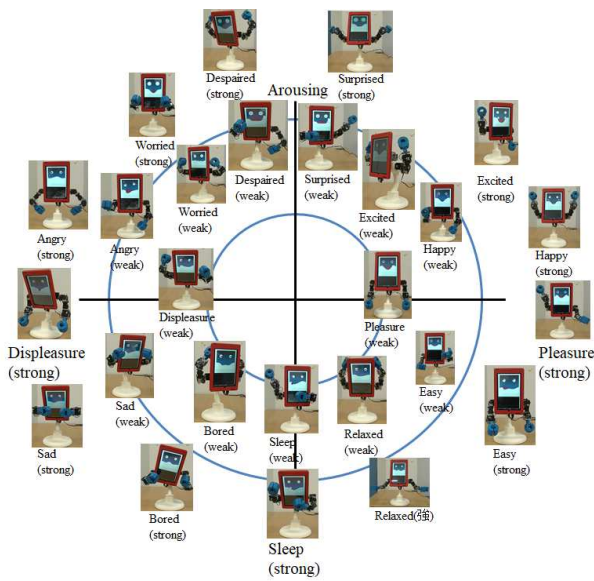 Despaired
(strong)
Surprised
(strong)
Arousing
Worried
(strong)
Despaired
(weak)
Surprised
(weak)
Excited
(strong)
Worried
(weak)
Excited
(weak)
Angry
(strong)
Angry
(weak)
Happy
(weak)
Happy
(strong)
Displeasure
(weak)
Pleasure
(weak)
Displeasure
(strong)
Pleasure
(strong)
Sad
(weak)
Easy
(weak)
Bored
(weak)
Sleep
(weak)
Relaxed
(weak)
Sad
(strong)
Easy
(strong)
Bored
(strong)
Relaxed(強)
Sleep
(strong)